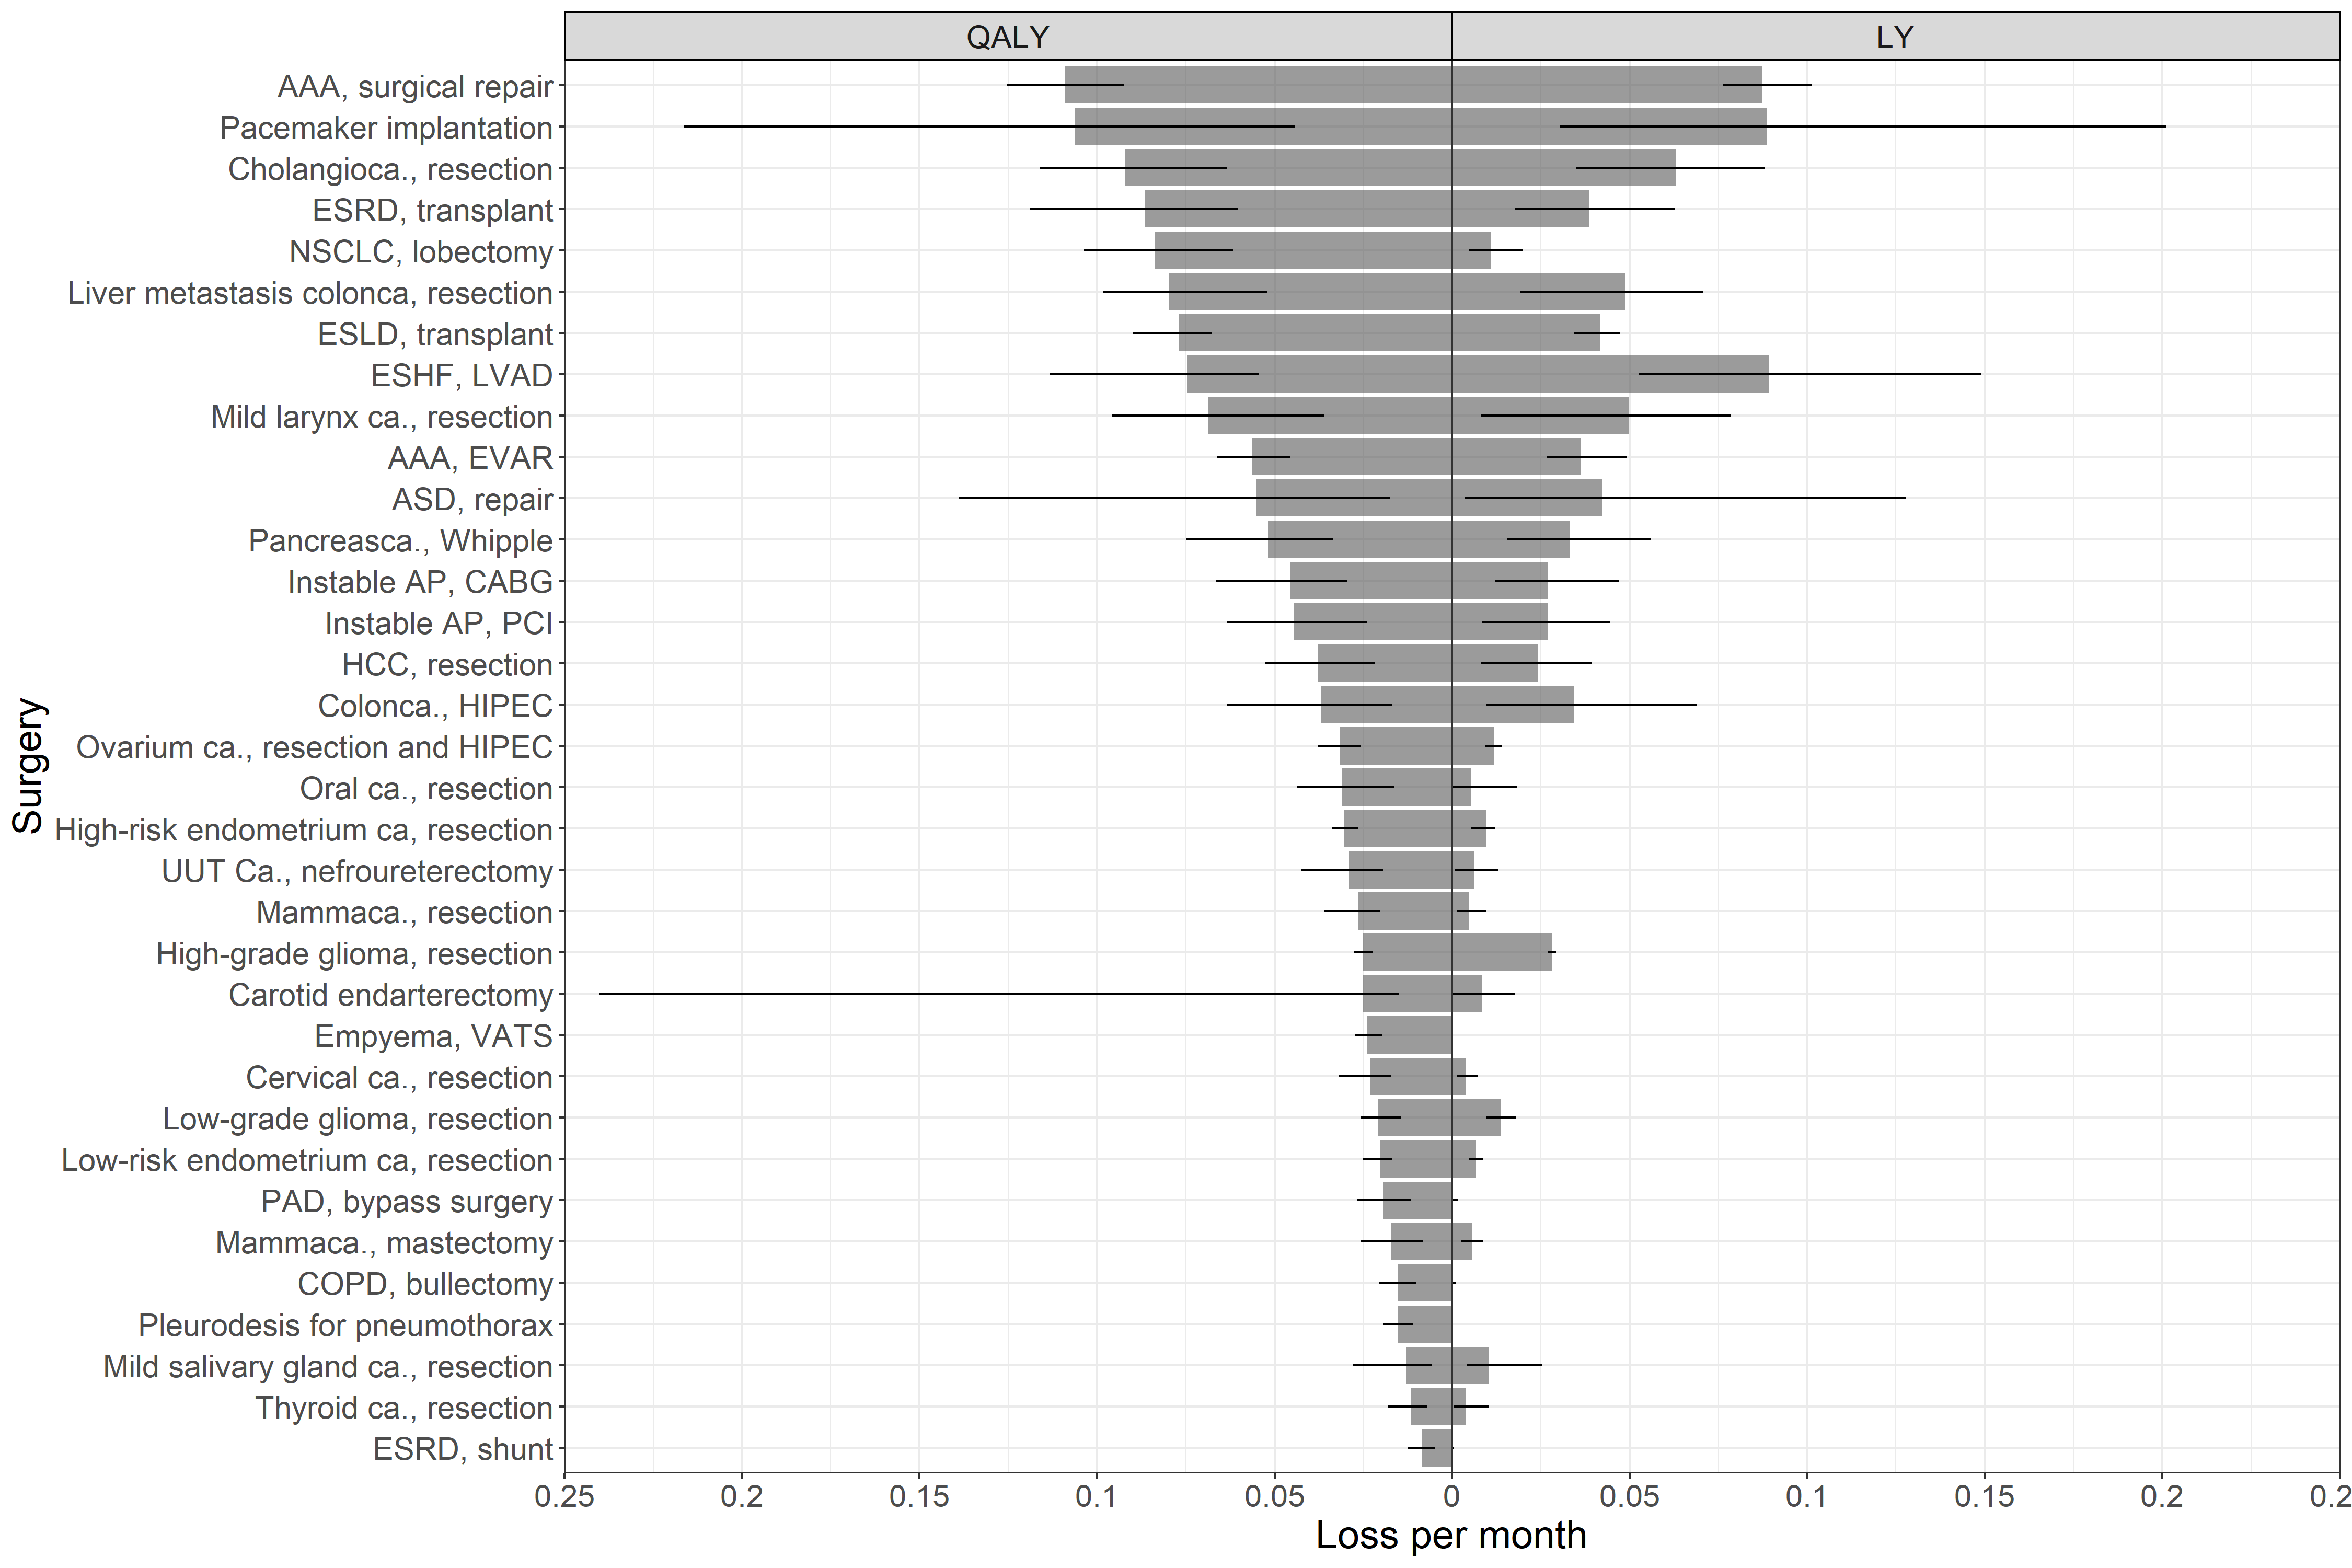 QALY LY
AAA, surgical repair
Pacemaker implantation
Cholangioca., resection
ESRD, transplant
NSCLC, lobectomy
Liver metastasis colonca, resection
ESLD, transplant
ESHF, LVAD
Mild larynx ca., resection
AAA, EVAR
ASD, repair
Pancreasca., Whipple
Instable AP, CABG
Instable AP, PCI
HCC, resection
Colonca., HIPEC
Ovarium ca., resection and HIPEC
Oral ca., resection
High-risk endometrium ca, resection
UUT Ca., nefroureterectomy
Mammaca., resection
High-grade glioma, resection
Carotid endarterectomy
Empyema, VATS
Cervical ca., resection
Low-grade glioma, resection
Low-risk endometrium ca, resection
PAD, bypass surgery
Mammaca., mastectomy
COPD, bullectomy
Pleurodesis for pneumothorax
Mild salivary gland ca., resection
Thyroid ca., resection
ESRD, shunt
Surgery
0.25 0.2 0.15 0.1 0.05 0 0.05 0.1 0.15 0.2 0.2
Loss per month